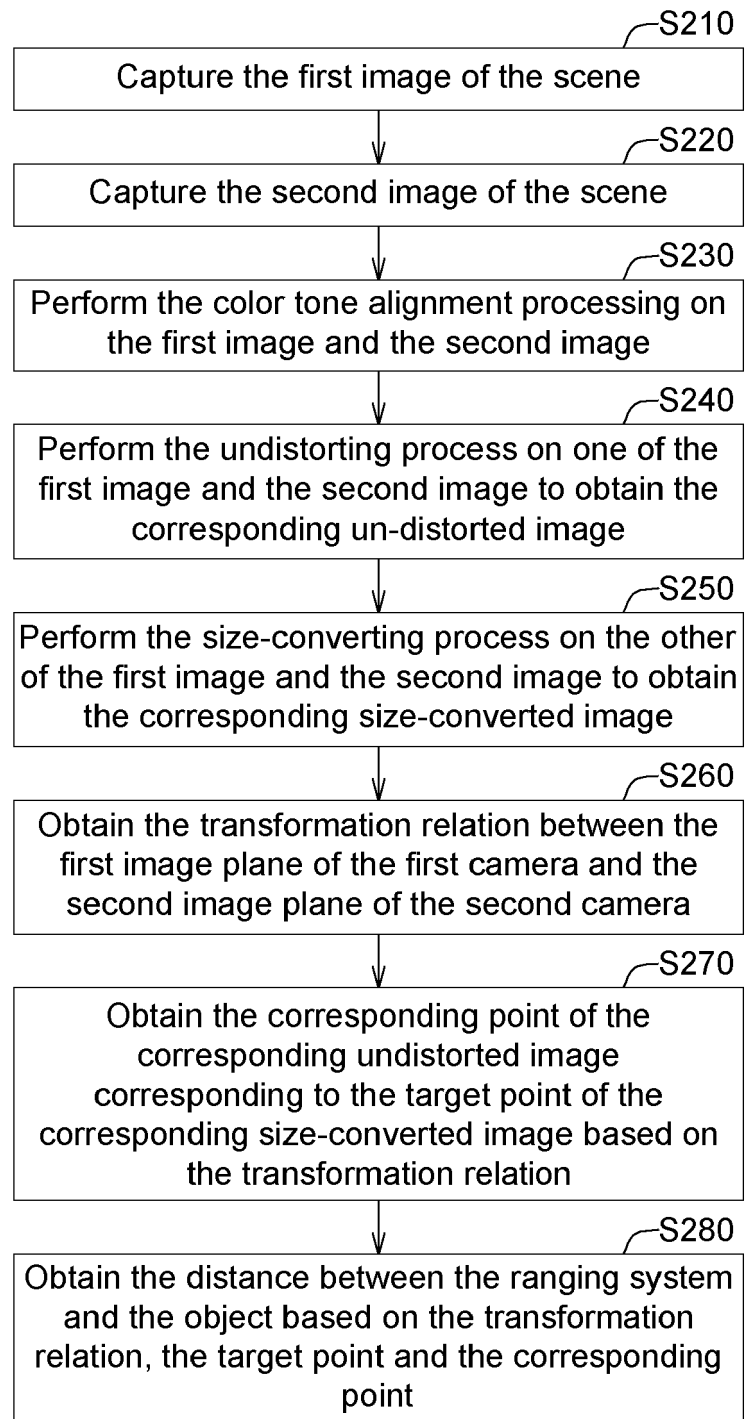 S210
Capture the first image of the scene
S220
Capture the second image of the scene
S230
Perform the color tone alignment processing on
the first image and the second image
S240
Perform the undistorting process on one of the
first image and the second image to obtain the
corresponding un-distorted image
S250
Perform the size-converting process on the other
of the first image and the second image to obtain
the corresponding size-converted image
S260
Obtain the transformation relation between the
first image plane of the first camera and the
second image plane of the second camera
S270
Obtain the corresponding point of the
corresponding undistorted image
corresponding to the target point of the
corresponding size-converted image based on
the transformation relation
S280
Obtain the distance between the ranging system
and the object based on the transformation
relation, the target point and the corresponding
point